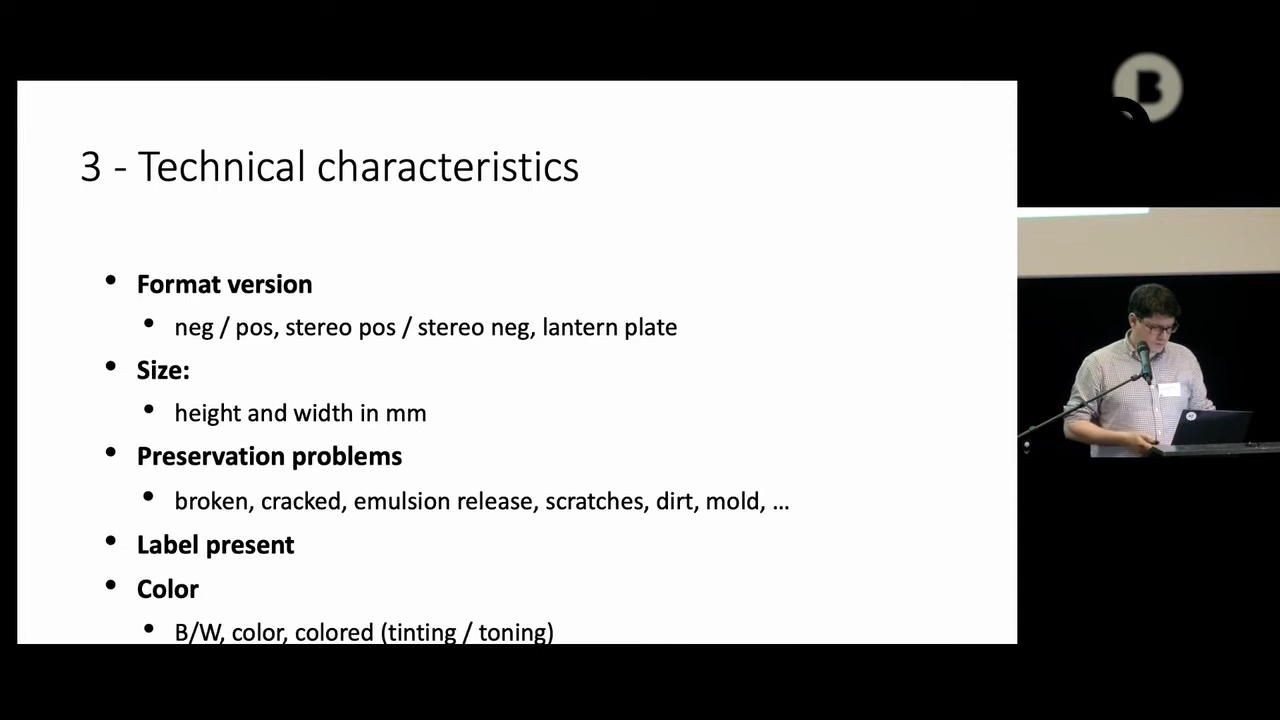 B
3 - Technical characteristics
• Format version
• neg / pos, stereo pos / stereo neg, lantern plate
• Size:
• height and width in mm
• Preservation problems
• broken, cracked, emulsion release, scratches, dirt, mold, ...
• Label present
• Color
• B/W, color, colored (tinting / toning)